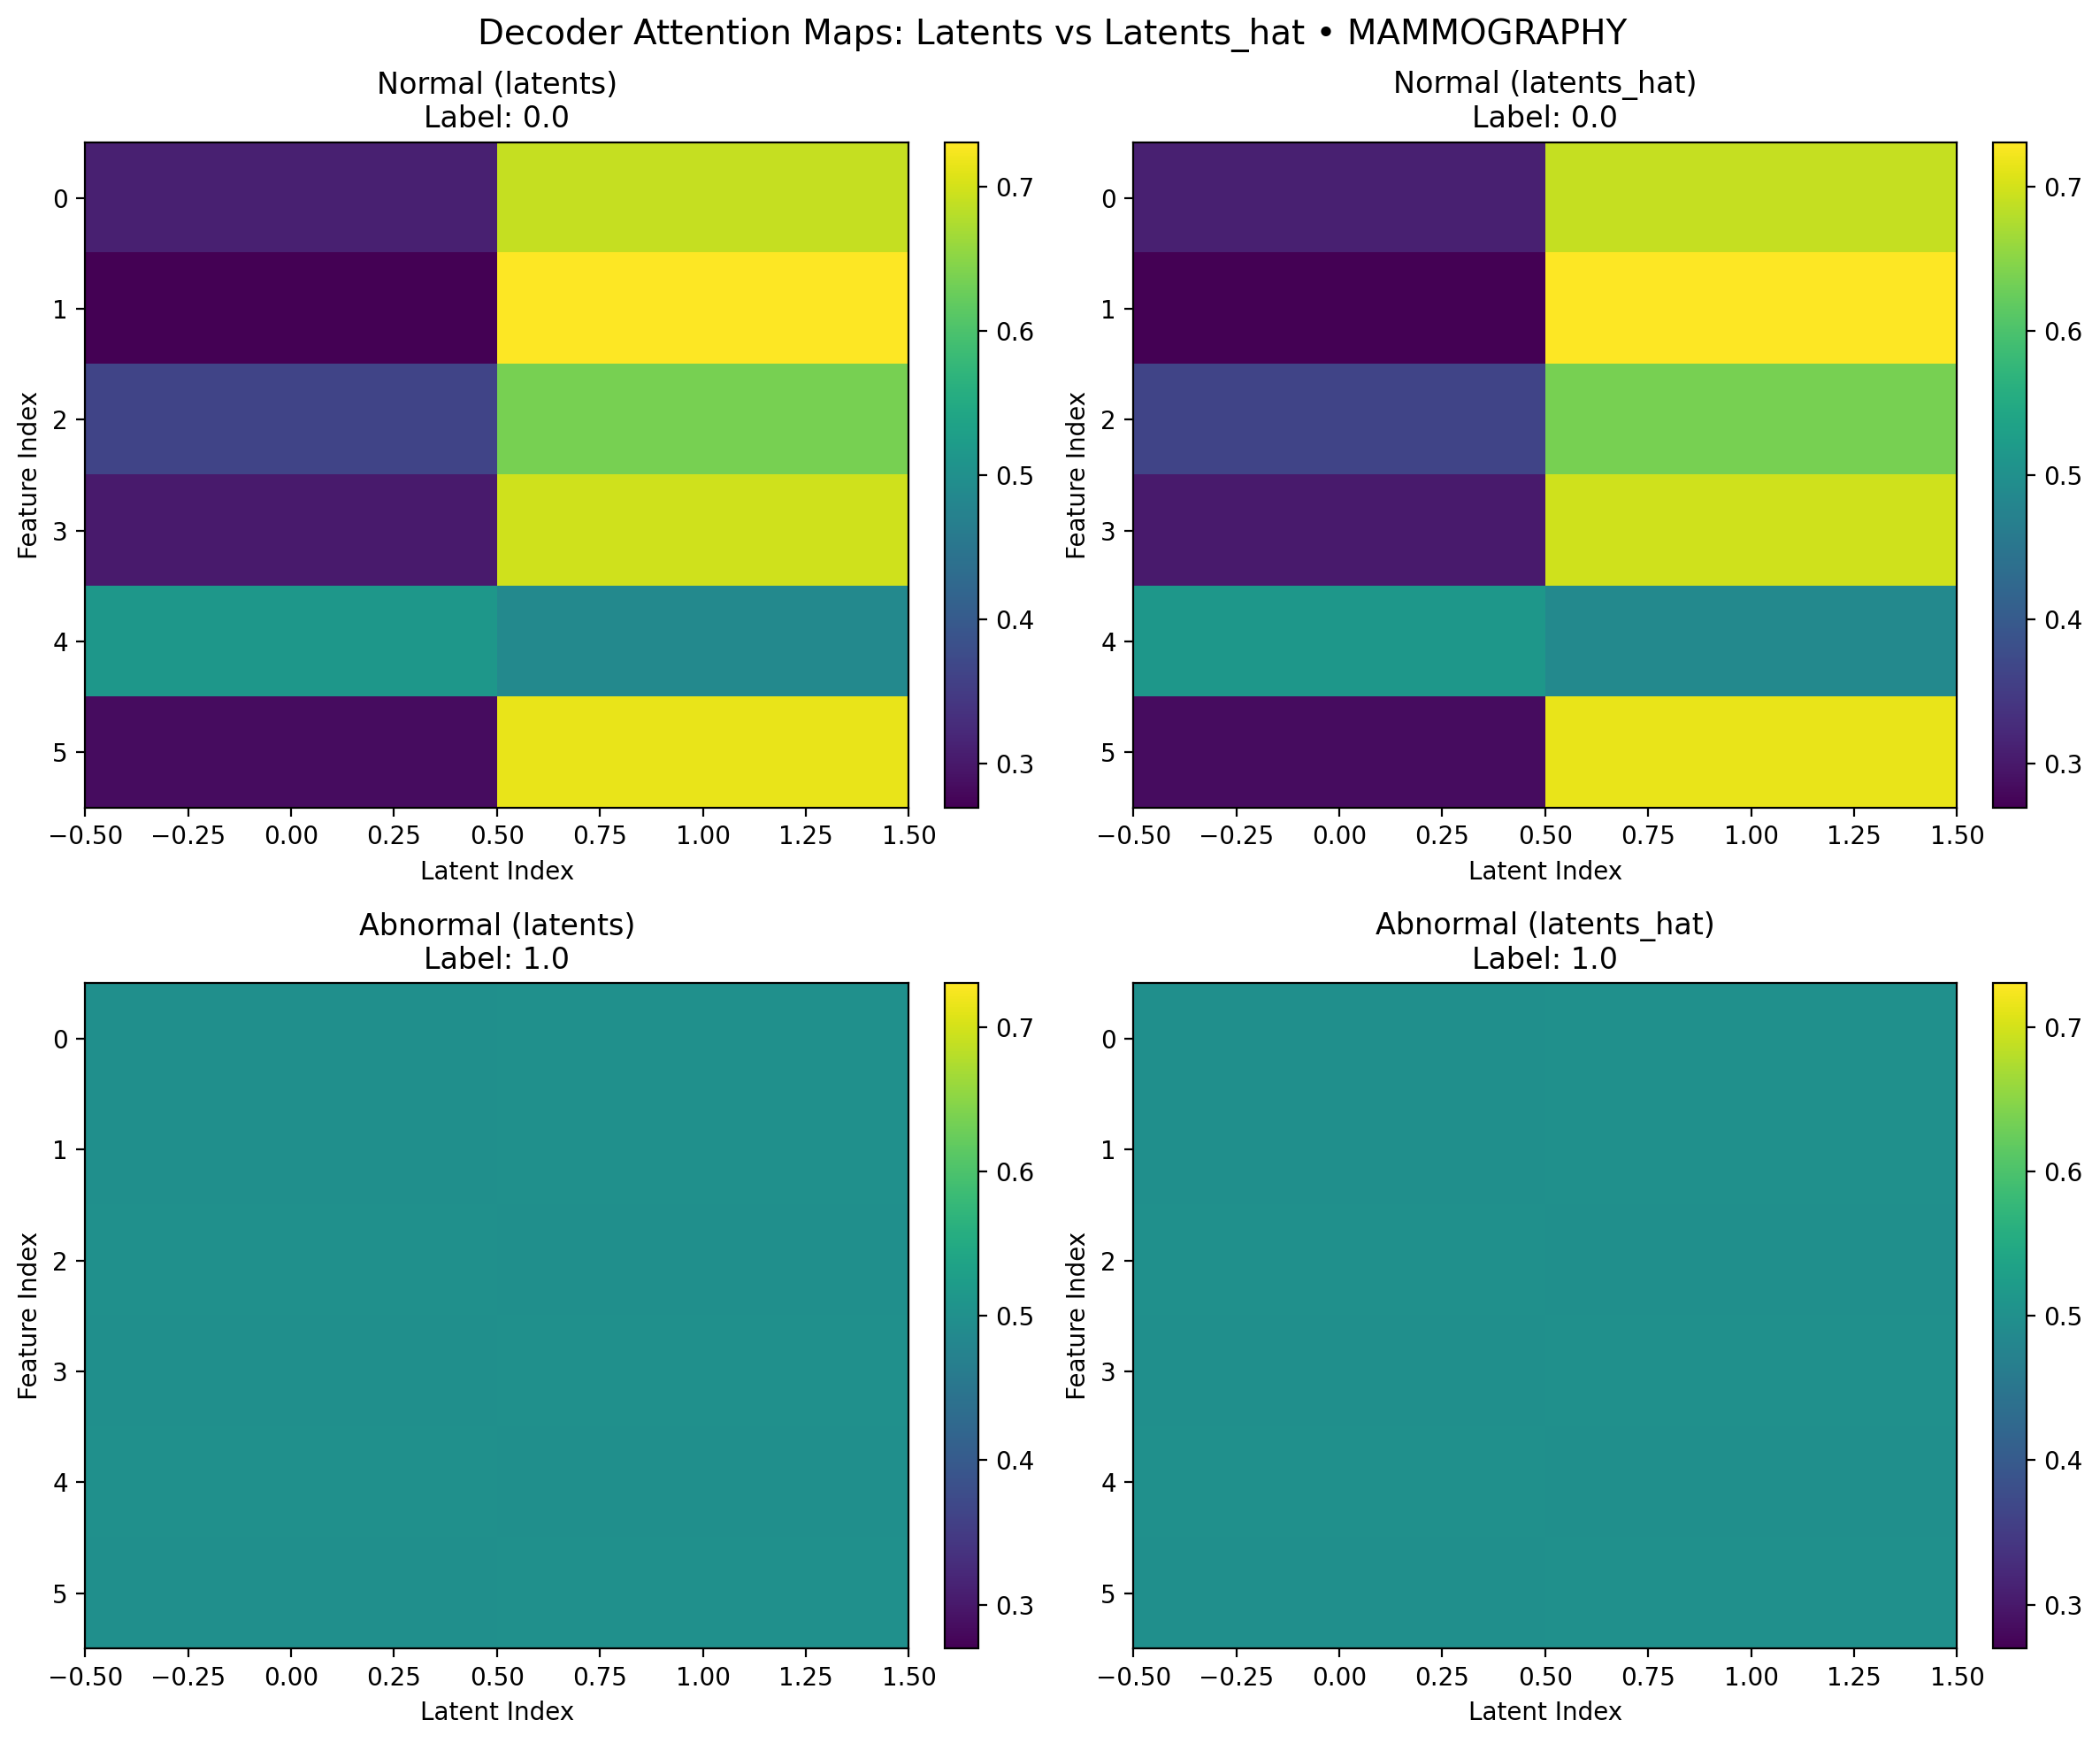 Decoder Attention Maps: Latents vs Latents_hat • MAMMOGRAPHY
Normal (latents)
Label: 0.0
0
1
2
3
4
5
Feature Index
−0.50 −0.25 0.00 0.25 0.50 0.75 1.00 1.25 1.50
Latent Index
0.7
0.6
0.5
0.4
0.3
Normal (latents_hat)
Label: 0.0
0
1
2
3
4
5
Feature Index
−0.50 −0.25 0.00 0.25 0.50 0.75 1.00 1.25 1.50
Latent Index
0.7
0.6
0.5
0.4
0.3
Abnormal (latents)
Label: 1.0
0
1
2
3
4
5
Feature Index
−0.50 −0.25 0.00 0.25 0.50 0.75 1.00 1.25 1.50
Latent Index
0.7
0.6
0.5
0.4
0.3
Abnormal (latents_hat)
Label: 1.0
0
1
2
3
4
5
Feature Index
−0.50 −0.25 0.00 0.25 0.50 0.75 1.00 1.25 1.50
Latent Index
0.7
0.6
0.5
0.4
0.3